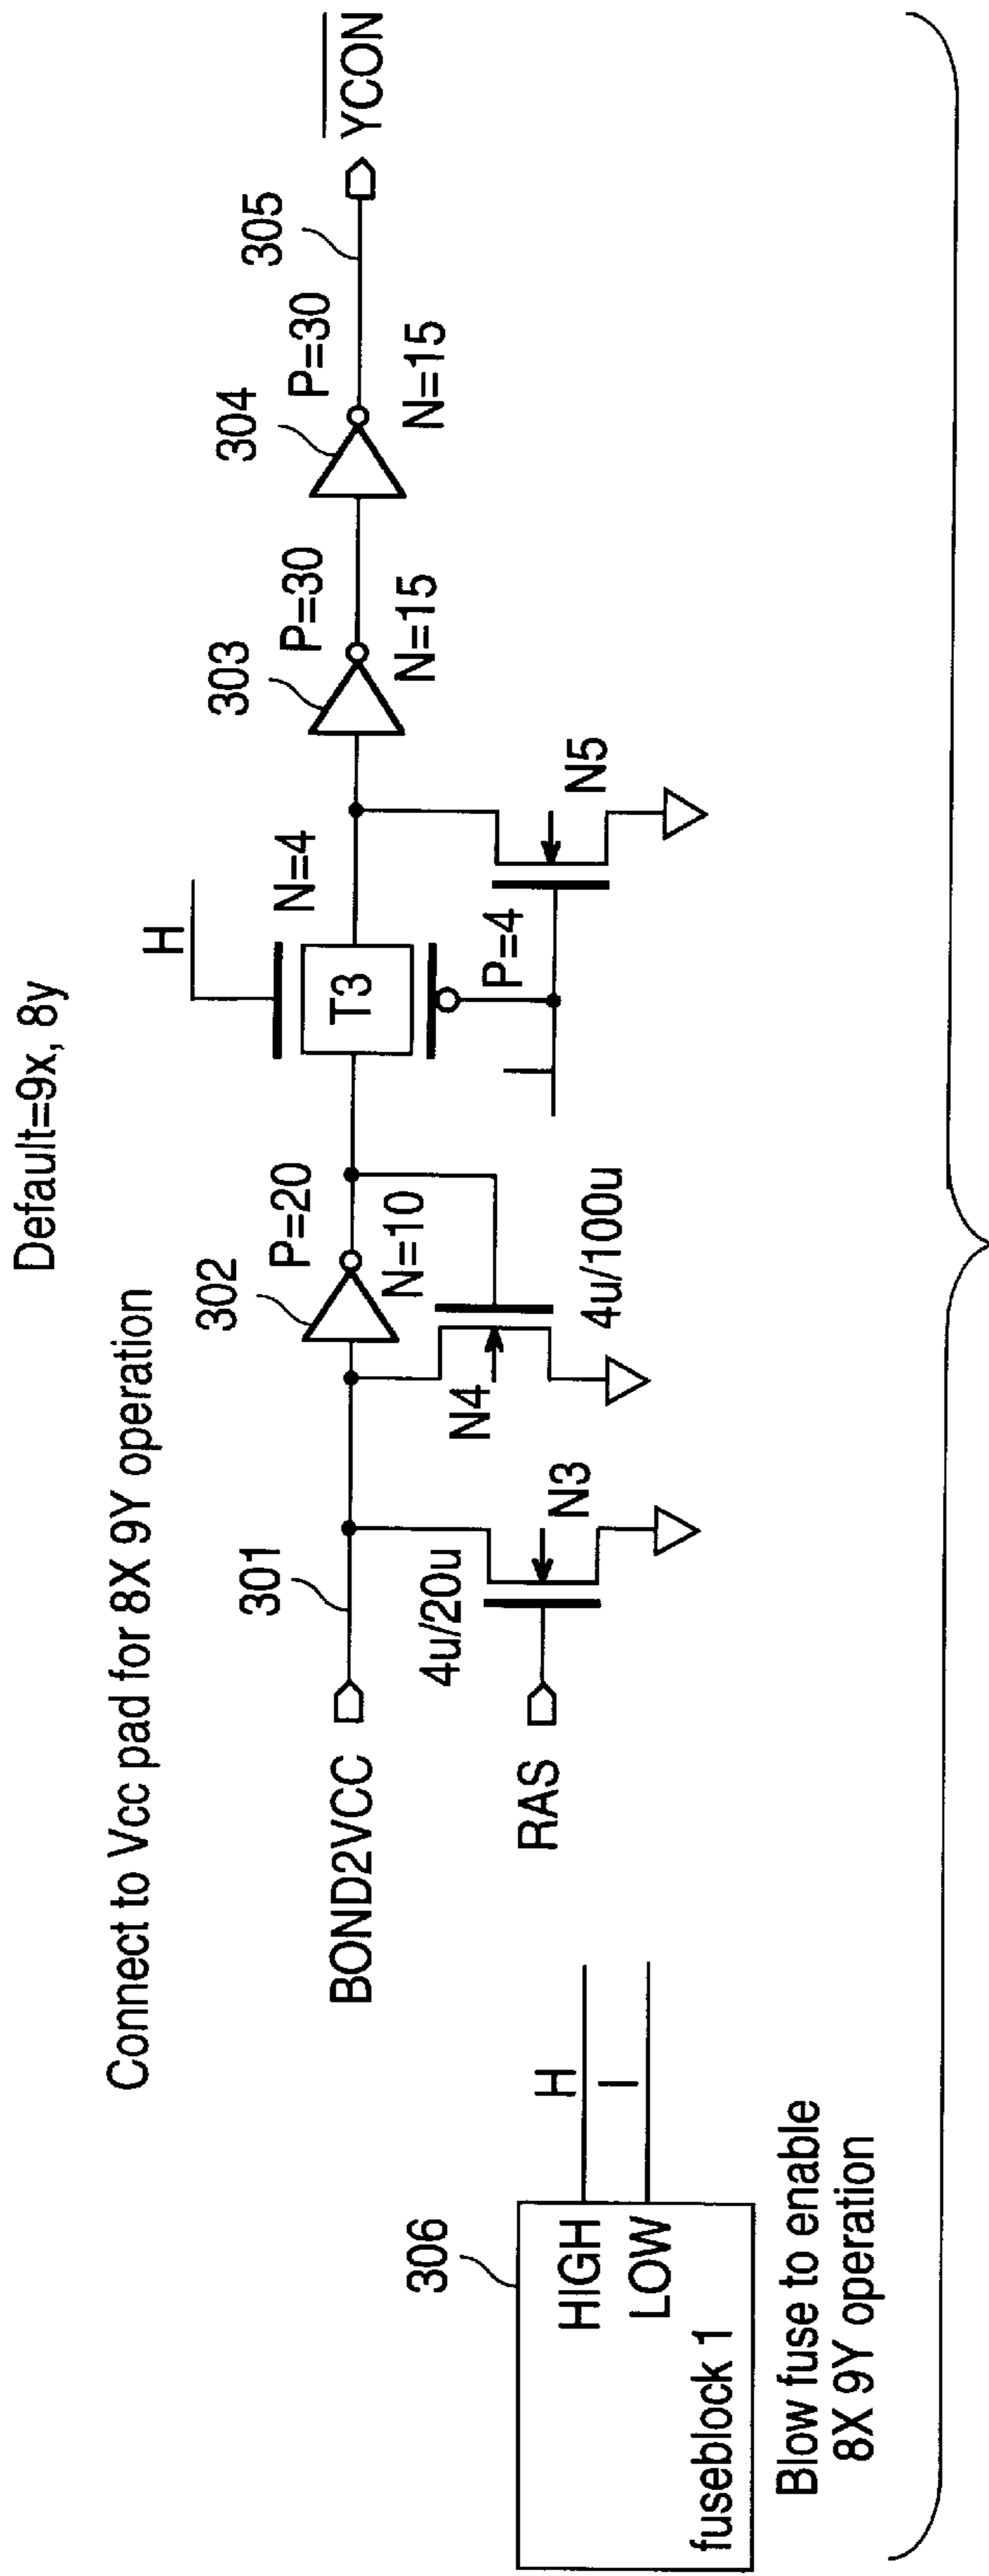 Default=9x, 8y
Connect to Vcc pad for 8X 9Y operation
H
301
302
303
304
305
P=20
N=10
N=4
T3
P=4
P=30
N=15
P=30
N=15
YCON
BOND2VCC
RAS
4u/20u
N3
N4
4u/100u
l
N5
306
HIGH
LOW
H
l
fuseblock 1
Blow fuse to enable
8X 9Y operation